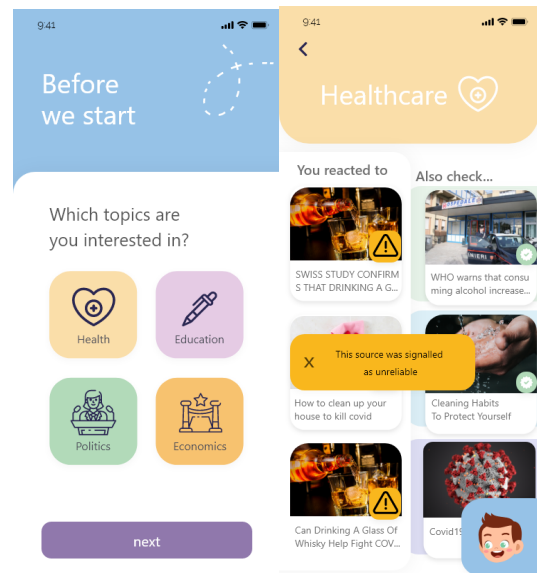 9:41
Before
we start
Which topics are
you interested in?
Health
Education
Politics
Economics
next
9:41
Healthcare
You reacted to
Also check...
SWISS STUDY CONFIRM
S THAT DRINKING A G...
WHO warns that consu
ming alcohol increase...
X
This source was signalled
as unreliable
How to clean up your
house to kill covid
Cleaning Habits
To Protect Yourself
Can Drinking A Glass Of
Whisky Help Fight COV...
Covid19